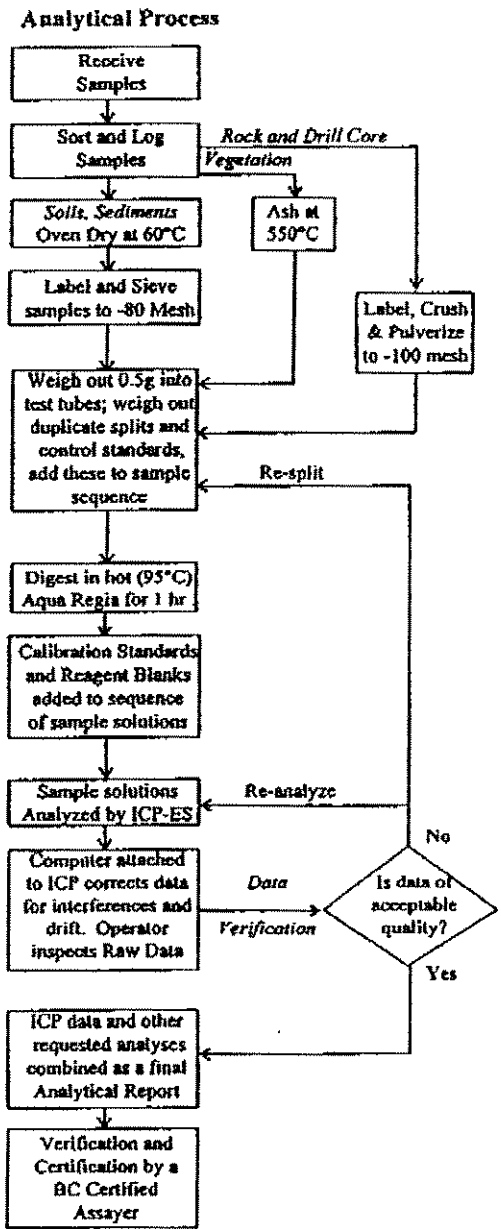 Analytical Process
Receive
Samples
Sort and Log
Samples
Rock and Drill Core
Vegetation
Soils, Sediments
Oven Dry at 60°C
Ash at
550°C
Label and Sieve
samples to -80 Mesh
Label, Crush
& Pulverize
to -100 mesh
Weigh out 0.5g into
test tubes; weigh out
duplicate splits and
control standards,
add these to sample
sequence
Re-split
Digest in hot (95°C)
Aqua Regia for 1 hr
Calibration Standards
and Reagent Blanks
added to sequence
of sample solutions
Sample solutions
Analyzed by ICP-ES
Re-analyze
No
Computer attached
to ICP corrects data
for interferences and
drift. Operator
inspects Raw Data
Data
Verification
Is data of
acceptable
quality?
Yes
ICP data and other
requested analyses
combined as a final
Analytical Report
Verification and
Certification by a
BC Certified
Assayer